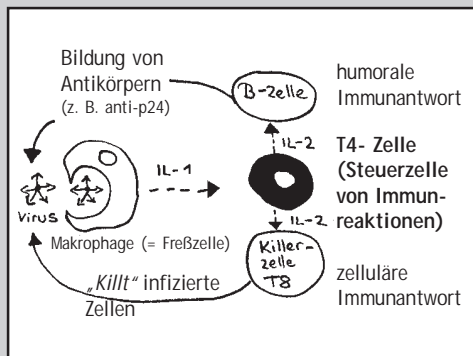 Bildung von
Antikörpern
(z. B. anti-p24)
B-Zelle
humorale
Immunantwort
IL-2
IL-1
T4- Zelle
(Steuerzelle
von Immun-
reaktionen)
Virus
Makrophage (= Freßzelle)
IL-2
Killer-
zelle
T8
„Killt“ infizierte
Zellen
zelluläre
Immunantwort